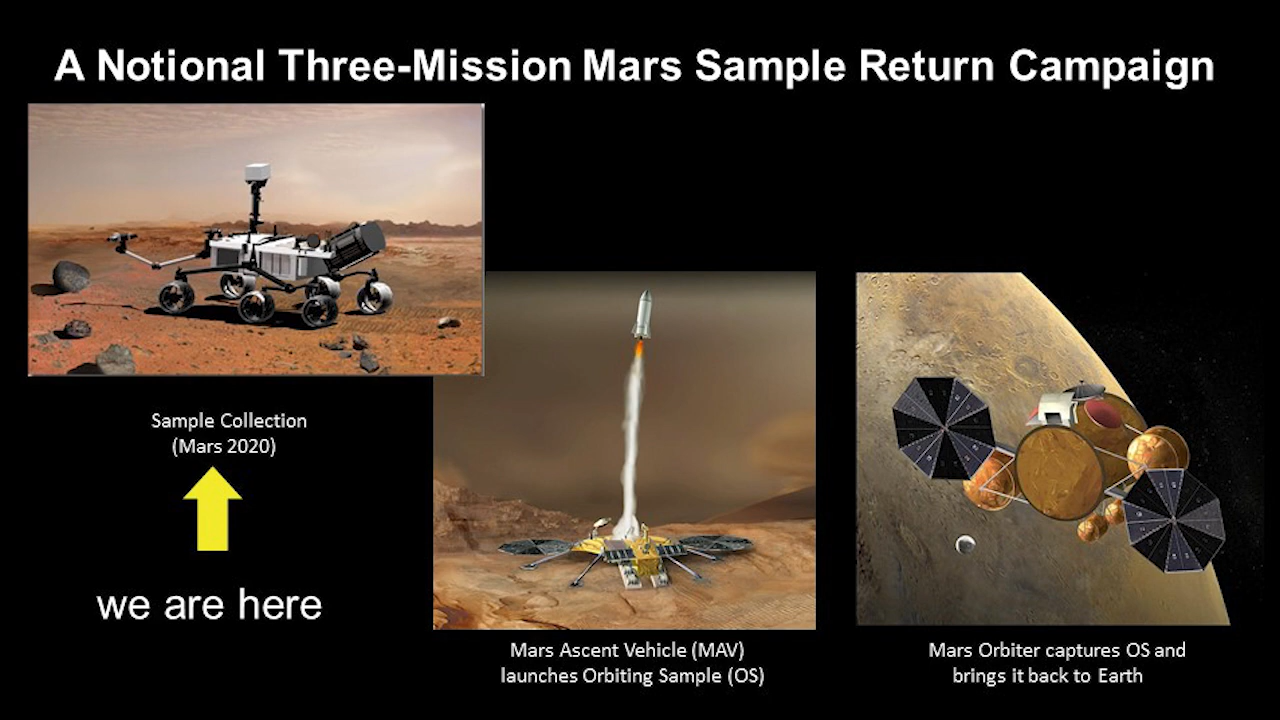 A Notional Three-Mission Mars Sample Return Campaign
Sample Collection
(Mars 2020)
we are here
Mars Ascent Vehicle (MAV)
launches Orbiting Sample (OS)
Mars Orbiter captures OS and
brings it back to Earth